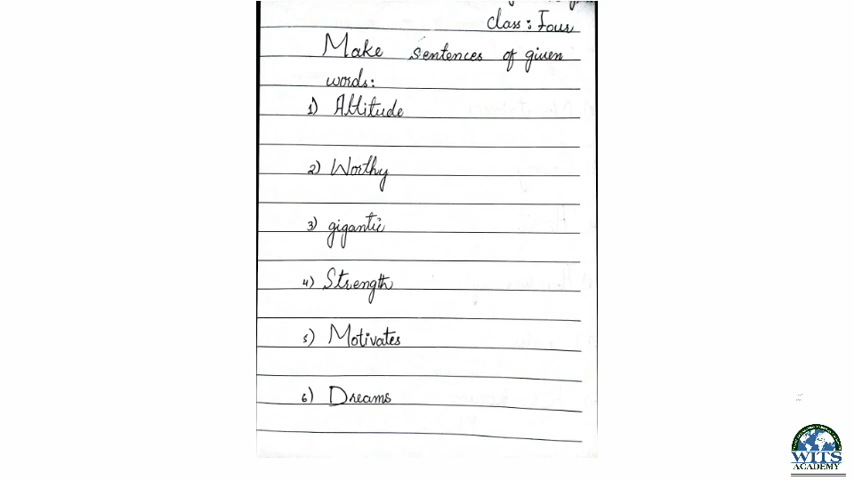 class: Four
Make sentences of given
words:
1) Attitude
2) Worthy
3) gigantic
4) Strength
5) Motivates
6) Dreams
WITS
ACADEMY